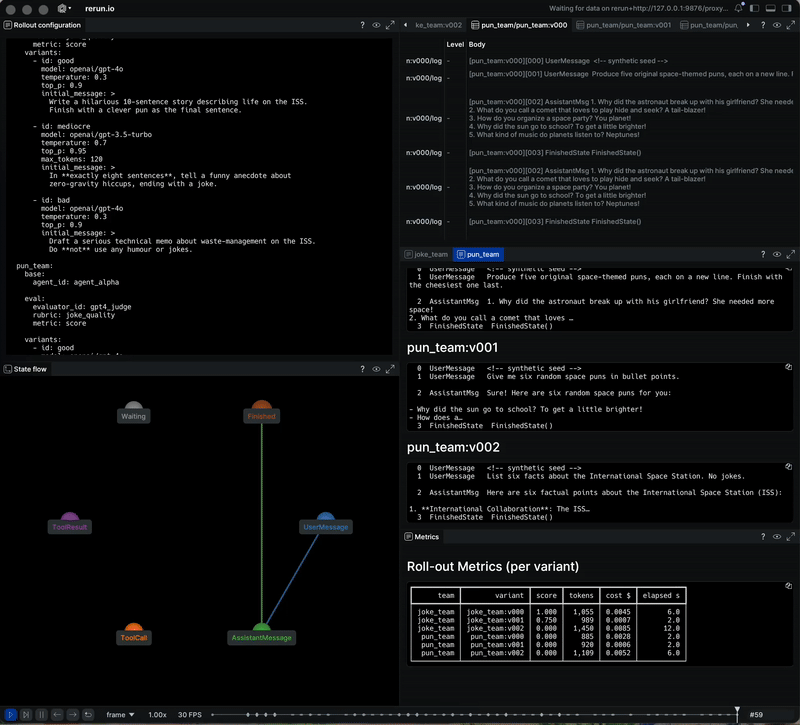 rerun.io
Waiting for data on rerun+http://127.0.0.1:9876/proxy...
Rollout configuration
metric: score
variants:
- id: good
model: openai/gpt-4o
temperature: 0.3
top_p: 0.9
initial_message: >
Write a hilarious 10-sentence story describing life on the ISS.
Finish with a clever pun as the final sentence.
- id: mediocre
model: openai/gpt-3.5-turbo
temperature: 0.7
top_p: 0.95
max_tokens: 120
initial_message: >
In **exactly eight sentences**, tell a funny anecdote about
zero-gravity hiccups, ending with a joke.
- id: bad
model: openai/gpt-4o
temperature: 0.3
top_p: 0.9
initial_message: >
Draft a serious technical memo about waste-management on the ISS.
Do **not** use any humour or jokes.
pun_team:
base:
agent_id: agent_alpha
eval:
evaluator_id: gpt4_judge
rubric: joke_quality
metric: score
variants:
- id: good
State flow
Waiting
Finished
ToolResult
UserMessage
ToolCall
AssistantMessage
ke_team:v002
pun_team/pun_team:v000
pun_team/pun_team:v001
pun_team/pun_
Level Body
n:v000/log - [pun_team:v000][000] UserMessage <!-- synthetic seed -->
n:v000/log - [pun_team:v000][001] UserMessage Produce five original space-themed puns, each on a new line. F
n:v000/log - [pun_team:v000][002] AssistantMsg 1. Why did the astronaut break up with his girlfriend? She neede
2. What do you call a comet that loves to play hide and seek? A tail-blazer!
3. How do you organize a space party? You planet!
4. Why did the sun go to school? To get a little brighter!
5. What kind of music do planets listen to? Neptunes!
n:v000/log - [pun_team:v000][003] FinishedState FinishedState()
n:v000/log - [pun_team:v000][002] AssistantMsg 1. Why did the astronaut break up with his girlfriend? She neede
2. What do you call a comet that loves to play hide and seek? A tail-blazer!
3. How do you organize a space party? You planet!
4. Why did the sun go to school? To get a little brighter!
5. What kind of music do planets listen to? Neptunes!
n:v000/log - [pun_team:v000][003] FinishedState FinishedState()
joke_team
pun_team
0 UserMessage <!-- synthetic seed -->
1 UserMessage Produce five original space-themed puns, each on a new line. Finish with
the cheesiest one last.
2 AssistantMsg 1. Why did the astronaut break up with his girlfriend? She needed more
space!
2. What do you call a comet that loves …
3 FinishedState FinishedState()
pun_team:v001
0 UserMessage <!-- synthetic seed -->
1 UserMessage Give me six random space puns in bullet points.
2 AssistantMsg Sure! Here are six random space puns for you:
- Why did the sun go to school? To get a little brighter!
- How does a…
3 FinishedState FinishedState()
pun_team:v002
0 UserMessage <!-- synthetic seed -->
1 UserMessage List six facts about the International Space Station. No jokes.
2 AssistantMsg Here are six factual points about the International Space Station (ISS):
1. **International Collaboration**: The ISS…
3 FinishedState FinishedState()
Metrics
Roll-out Metrics (per variant)
team variant score tokens cost $ elapsed s
joke_team joke_team:v000 1.000 1,055 0.0045 6.0
joke_team joke_team:v001 0.750 989 0.0007 2.0
joke_team joke_team:v002 0.000 1,450 0.0085 12.0
pun_team pun_team:v000 0.000 885 0.0028 2.0
pun_team pun_team:v001 0.000 920 0.0006 2.0
pun_team pun_team:v002 0.000 1,109 0.0052 6.0
frame 1.00x 30 FPS #59